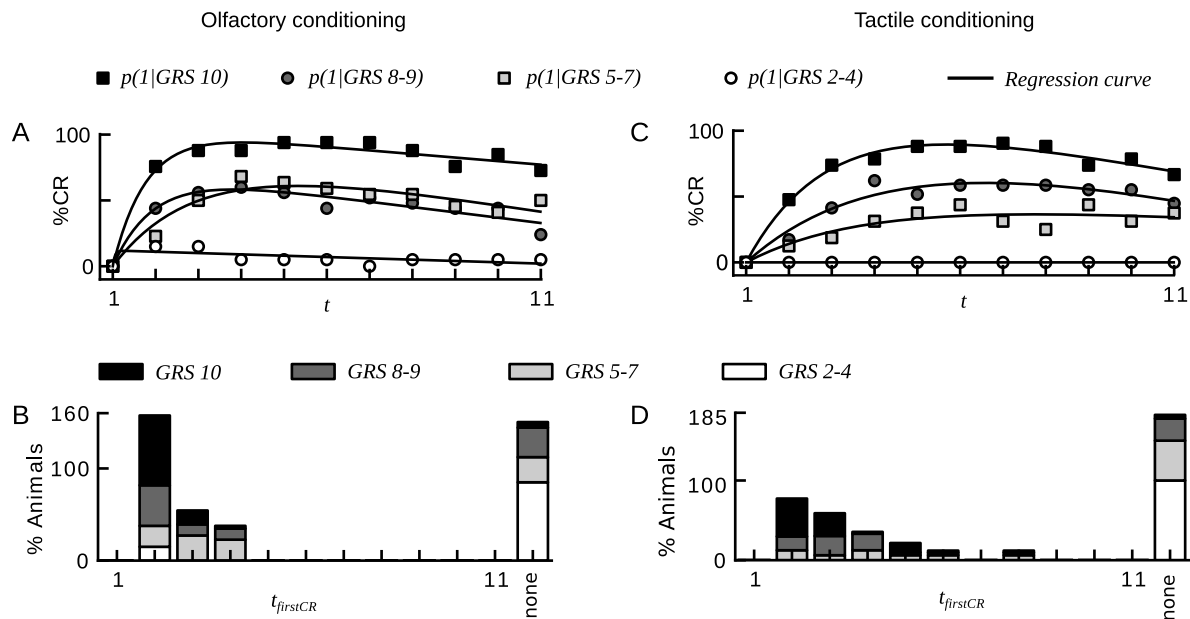 Olfactory conditioning
Tactile conditioning
p(1|GRS 10)
p(1|GRS 8-9)
p(1|GRS 5-7)
p(1|GRS 2-4)
Regression curve
A
100
%CR
0
1
t
11
C
100
%CR
0
1
t
11
GRS 10
GRS 8-9
GRS 5-7
GRS 2-4
B
160
100
% Animals
0
1
11
none
tfirstCR
D
185
100
% Animals
0
1
11
none
tfirstCR